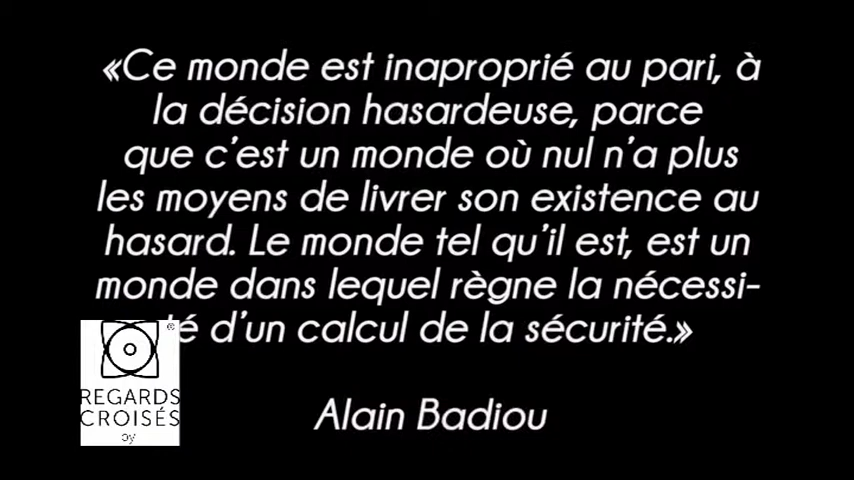 «Ce monde est inaproprié au pari, à
la décision hasardeuse, parce
que c'est un monde où nul n'a plus
les moyens de livrer son existence au
hasard. Le monde tel qu'il est, est un
monde dans lequel règne la nécessi-
té d'un calcul de la sécurité.»
Alain Badiou
®
REGARDS
CROISÉS
by